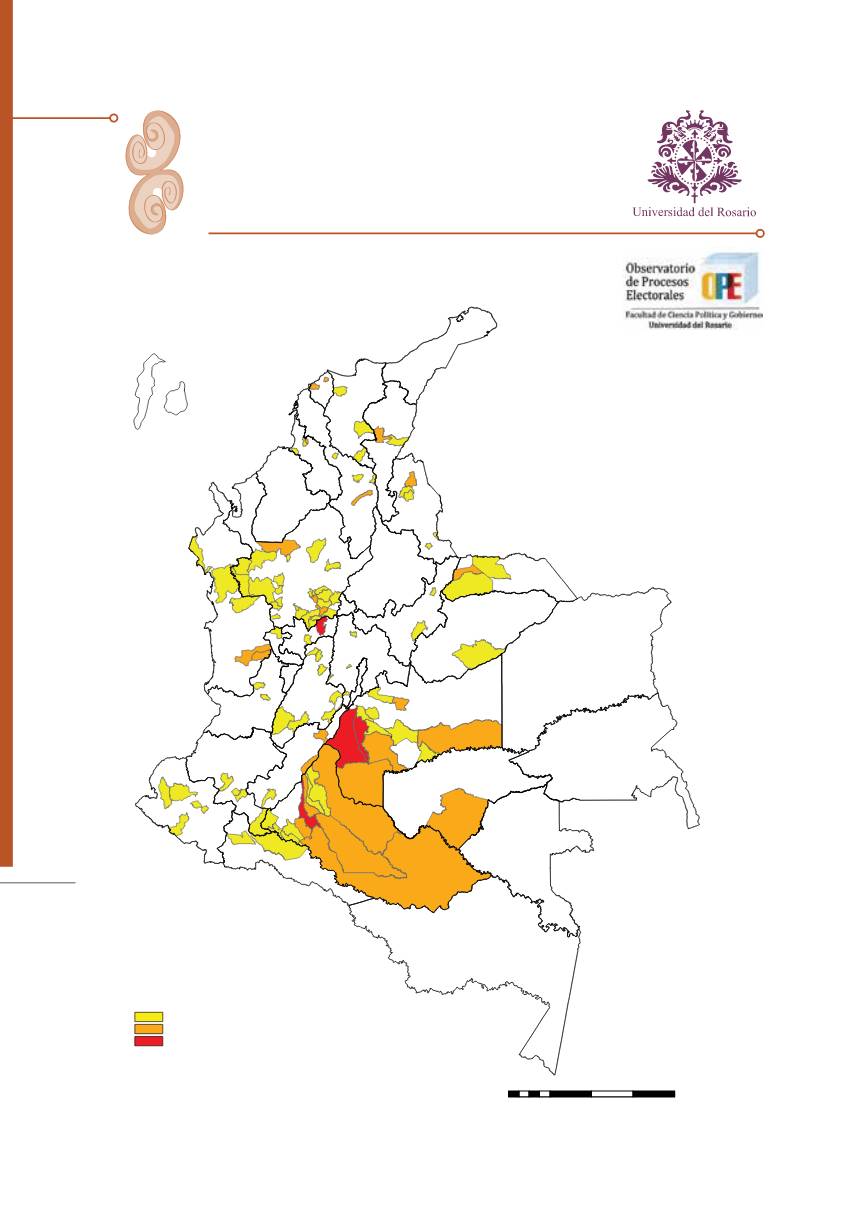 Universidad del Rosario
Observatorio
de Procesos
Electorales
OPE
Facultad de Ciencia Política y Gobierno
Universidad del Rosario